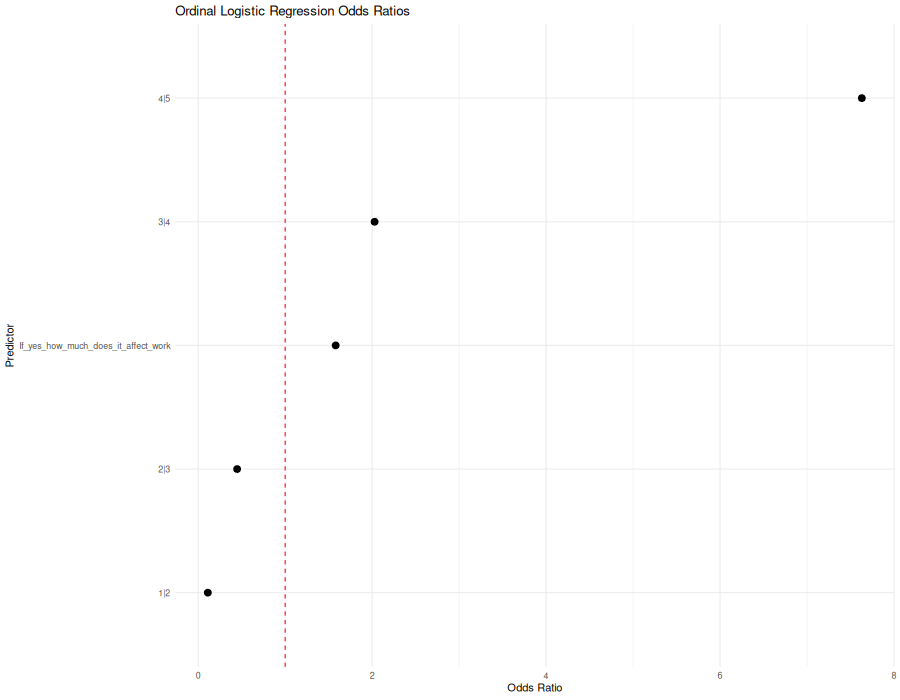 Ordinal Logistic Regression Odds Ratios
4|5
3|4
If_yes_how_much_does_it_affect_work
2|3
1|2
Predictor
0 2 4 6 8
Odds Ratio